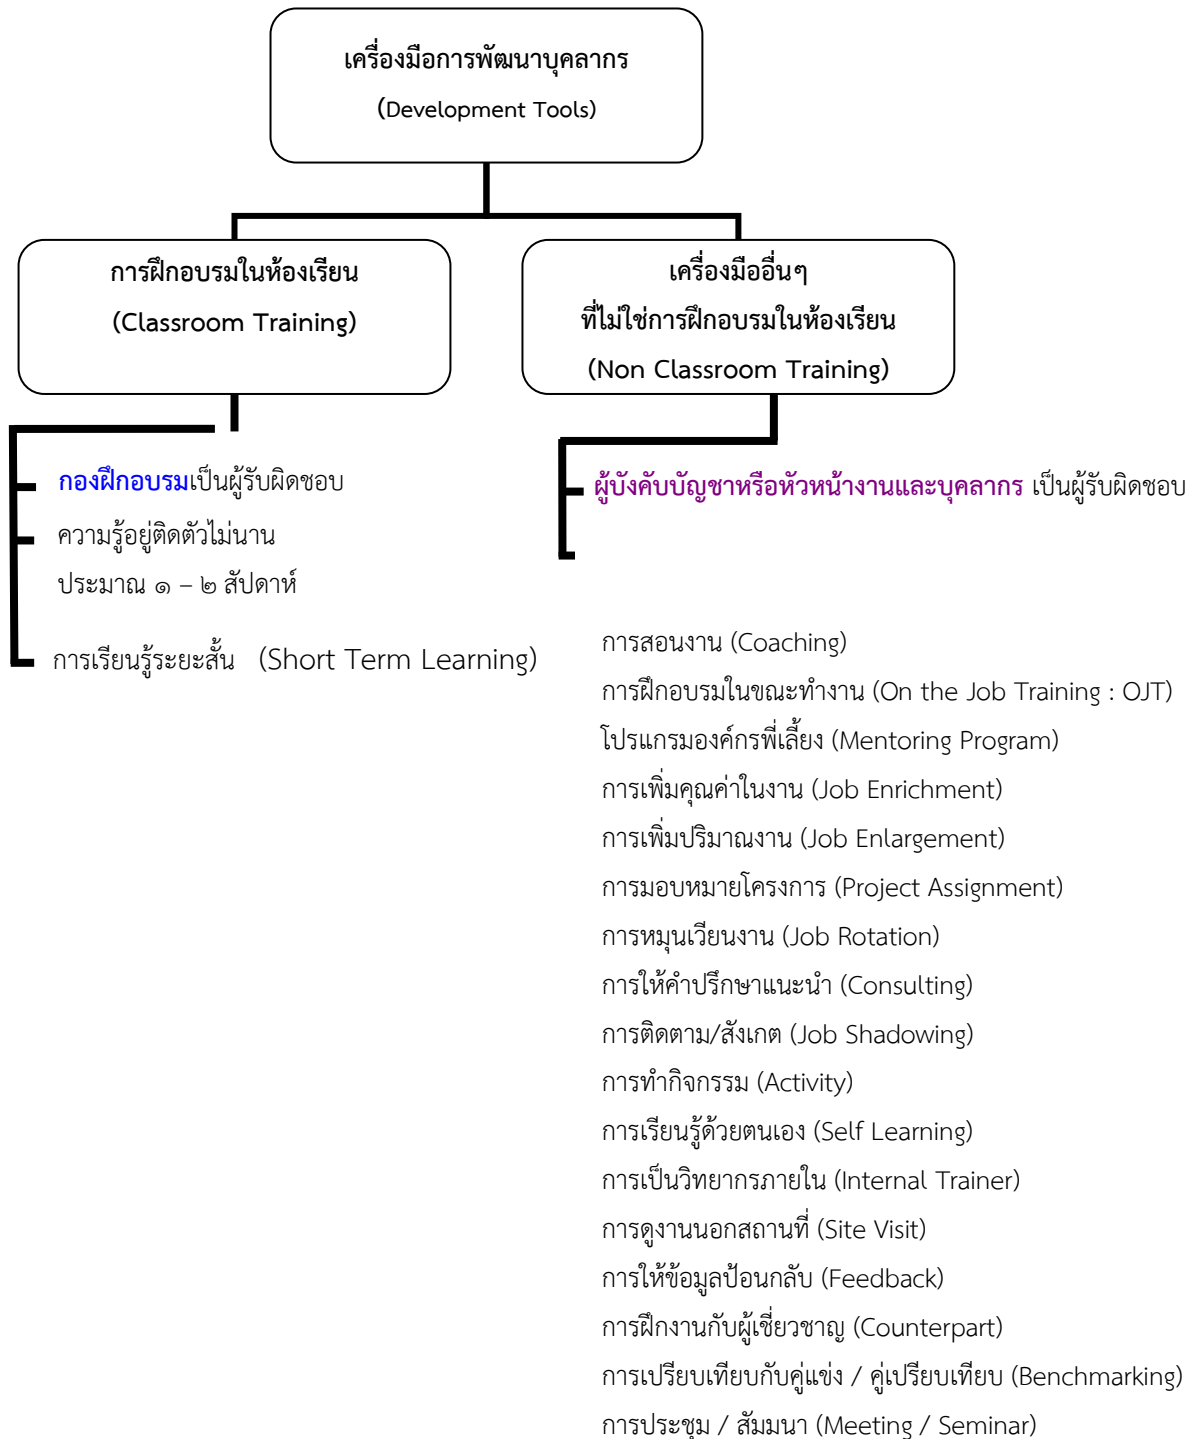 เครื่องมือการพัฒนาบุคลากร
(Development Tools)
การฝึกอบรมในห้องเรียน
(Classroom Training)
เครื่องมืออื่นๆ
ที่ไม่ใช่การฝึกอบรมในห้องเรียน
(Non Classroom Training)
กองฝึกอบรมเป็นผู้รับผิดชอบ
ความรู้อยู่ติดตัวไม่นาน
ประมาณ ๑ – ๒ สัปดาห์
การเรียนรู้ระยะสั้น (Short Term Learning)
ผู้บังคับบัญชาหรือหัวหน้างานและบุคลากร เป็นผู้รับผิดชอบ
การสอนงาน (Coaching)
การฝึกอบรมในขณะทำงาน (On the Job Training : OJT)
โปรแกรมองค์กรพี่เลี้ยง (Mentoring Program)
การเพิ่มคุณค่าในงาน (Job Enrichment)
การเพิ่มปริมาณงาน (Job Enlargement)
การมอบหมายโครงการ (Project Assignment)
การหมุนเวียนงาน (Job Rotation)
การให้คำปรึกษาแนะนำ (Consulting)
การติดตาม/สังเกต (Job Shadowing)
การทำกิจกรรม (Activity)
การเรียนรู้ด้วยตนเอง (Self Learning)
การเป็นวิทยากรภายใน (Internal Trainer)
การดูงานนอกสถานที่ (Site Visit)
การให้ข้อมูลป้อนกลับ (Feedback)
การฝึกงานกับผู้เชี่ยวชาญ (Counterpart)
การเปรียบเทียบกับคู่แข่ง / คู่เปรียบเทียบ (Benchmarking)
การประชุม / สัมมนา (Meeting / Seminar)